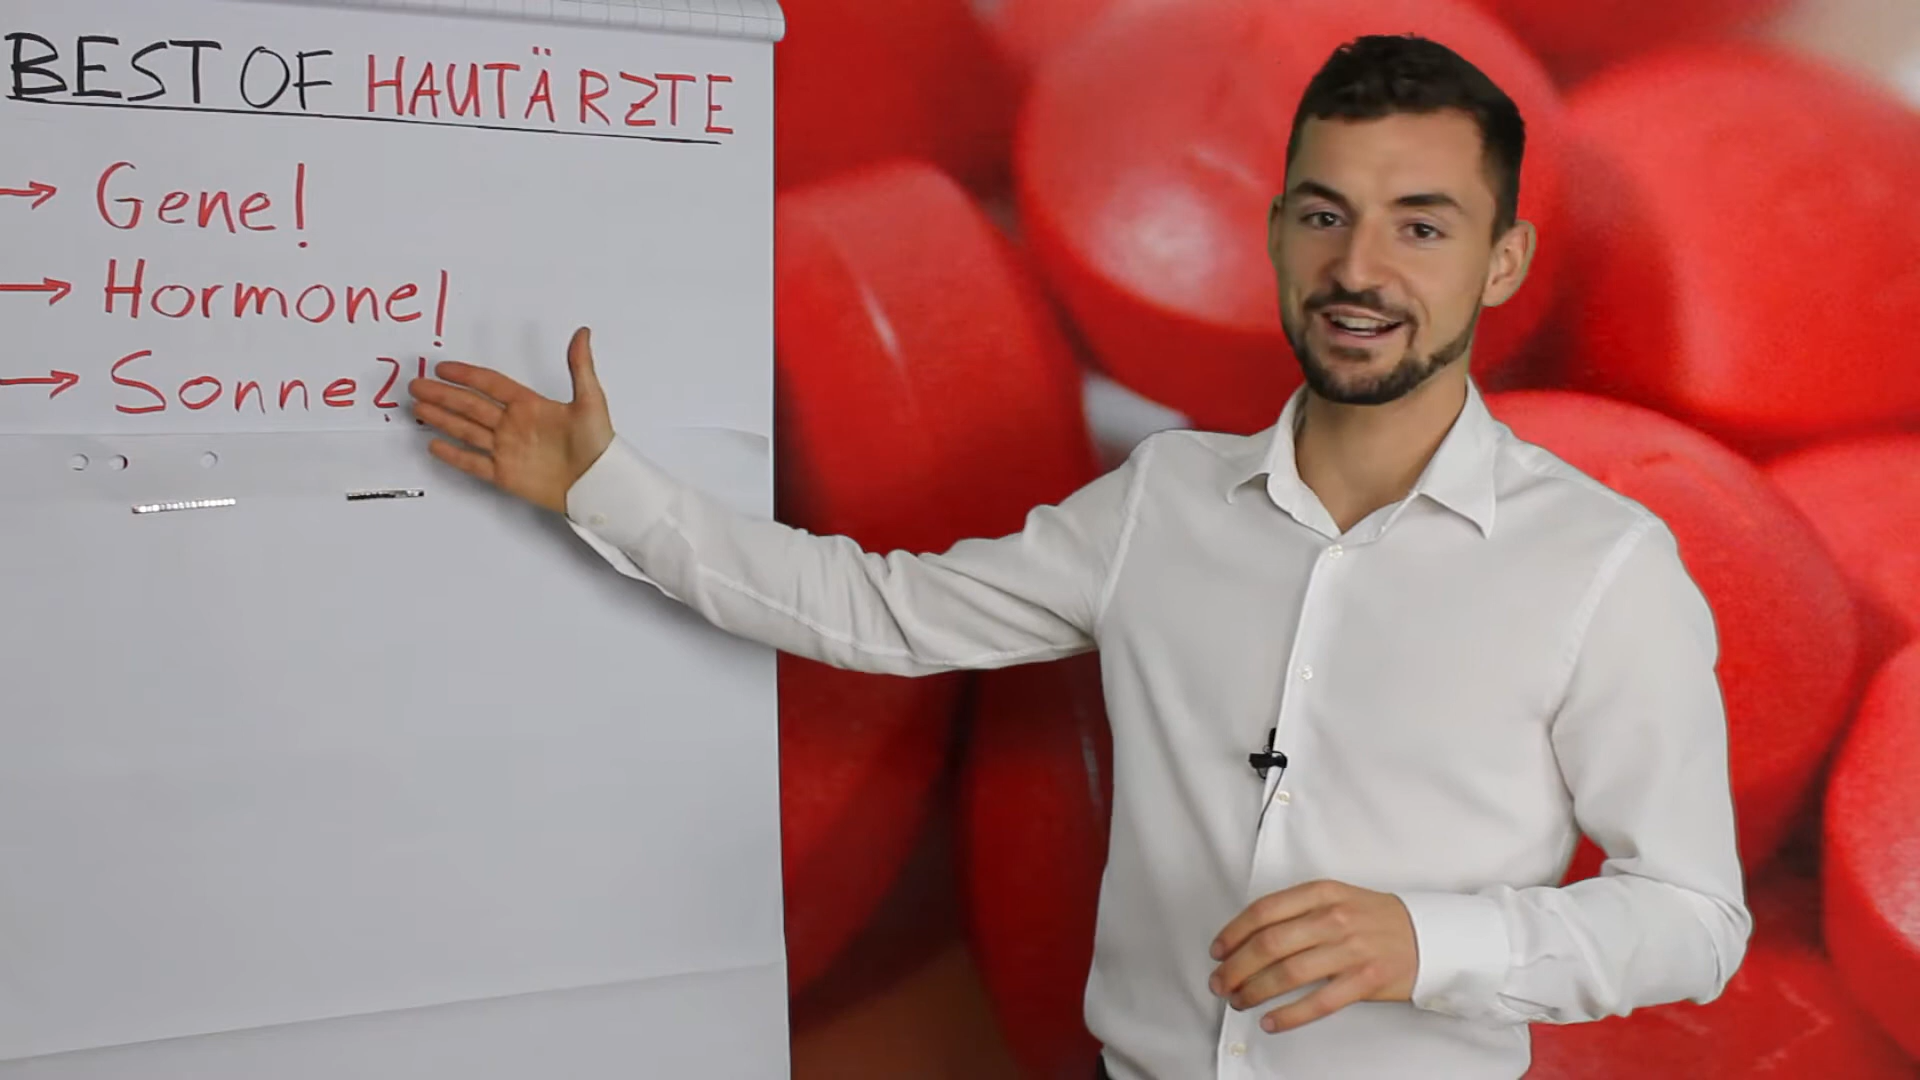 BEST OF HAUTÄRZTE
→ Gene!
→ Hormone!
→ Sonne?!